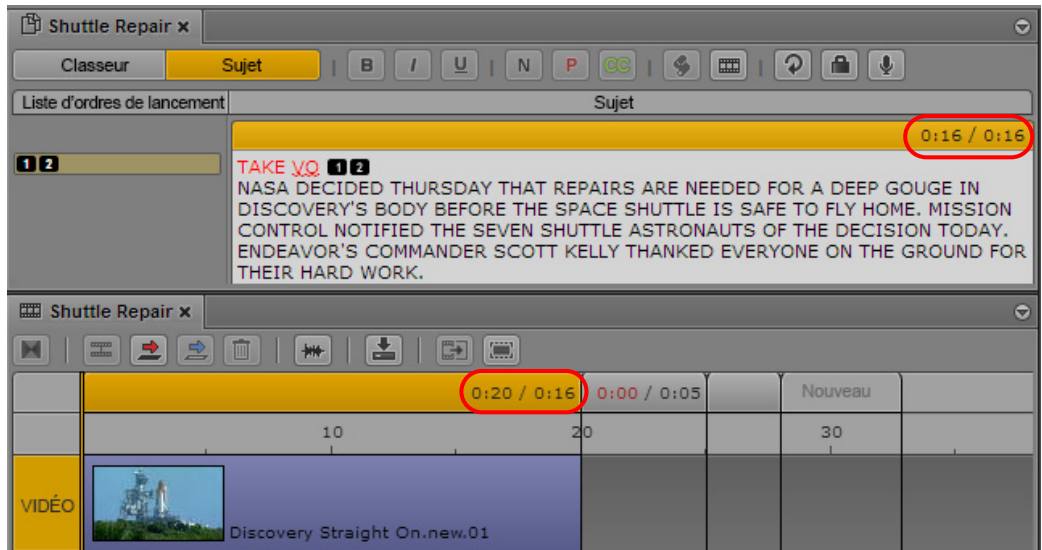 Shuttle Repair x
Classeur Sujet B I U N P CC
Liste d'ordres de lancement Sujet
0:16 / 0:16
1 2
TAKE VO 1 2
NASA DECIDED THURSDAY THAT REPAIRS ARE NEEDED FOR A DEEP GOUGE IN
DISCOVERY'S BODY BEFORE THE SPACE SHUTTLE IS SAFE TO FLY HOME. MISSION
CONTROL NOTIFIED THE SEVEN SHUTTLE ASTRONAUTS OF THE DECISION TODAY.
ENDEAVOR'S COMMANDER SCOTT KELLY THANKED EVERYONE ON THE GROUND FOR
THEIR HARD WORK.
Shuttle Repair x
0:20 / 0:16 0:00 / 0:05 Nouveau
10 20 30
VIDÉO
Discovery Straight On.new.01